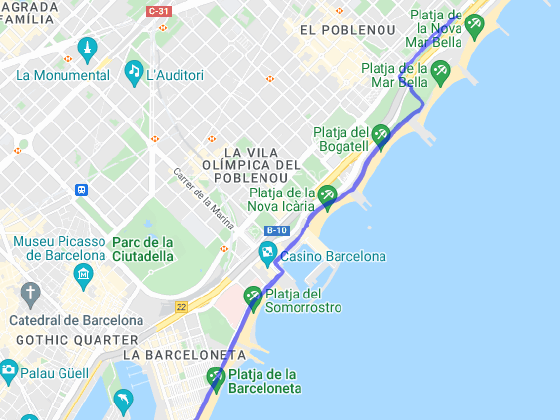 SAGRADA
FAMÍLIA
C-31
EL POBLENOU
Platja de
la Nova
Mar Bella
La Monumental
L'Auditori
Platja de la
Mar Bella
Platja del
Bogatell
LA VILA
OLÍMPICA DEL
POBLENOU
Carrer de la Marina
Platja de la
Nova Icària
B-10
Museu Picasso
de Barcelona
Parc de la
Ciutadella
Casino Barcelona
Platja del
Somorrostro
22
Catedral de Barcelona
GOTHIC QUARTER
LA BARCELONETA
Palau Güell
Platja de la
Barceloneta